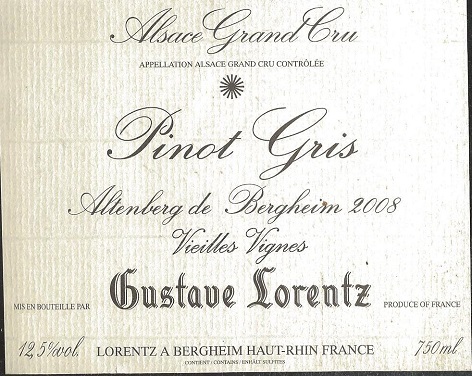 Alsace Grand Cru
APPELLATION ALSACE GRAND CRU CONTRÔLÉE
Pinot Gris
Altenberg de Bergheim 2008
Vieilles Vignes
MIS EN BOUTEILLE PAR Gustave Lorentz PRODUCE OF FRANCE
12,5%vol. LORENTZ A BERGHEIM HAUT-RHIN FRANCE 750ml
CONTIENT / CONTAINS / ENHÄLT SULFITES